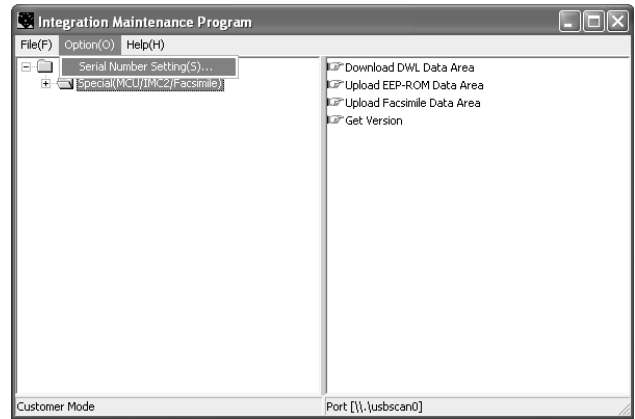 Integration Maintenance Program
File(F) Option(O) Help(H)
Serial Number Setting(S)...
Special(MCU/IMC2/Facsimile)
Download DWL Data Area
Upload EEP-ROM Data Area
Upload Facsimile Data Area
Get Version
Customer Mode
Port [\\.\usbscan0]